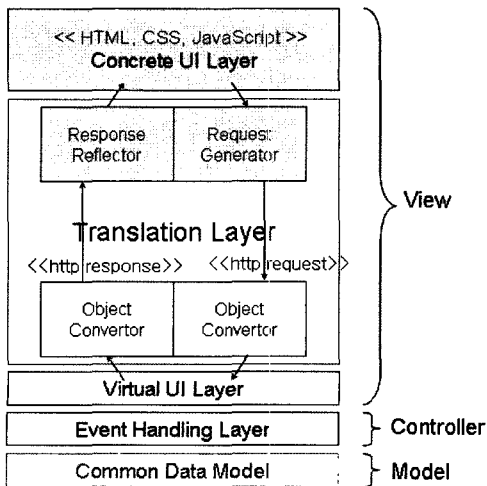 << HTML, CSS, JavaScript >>
Concrete UI Layer
Response
Reflector
Request
Generator
View
Translation Layer
<<http response>>
<<http request>>
Object
Convertor
Object
Convertor
Virtual UI Layer
Event Handling Layer
Controller
Common Data Model
Model